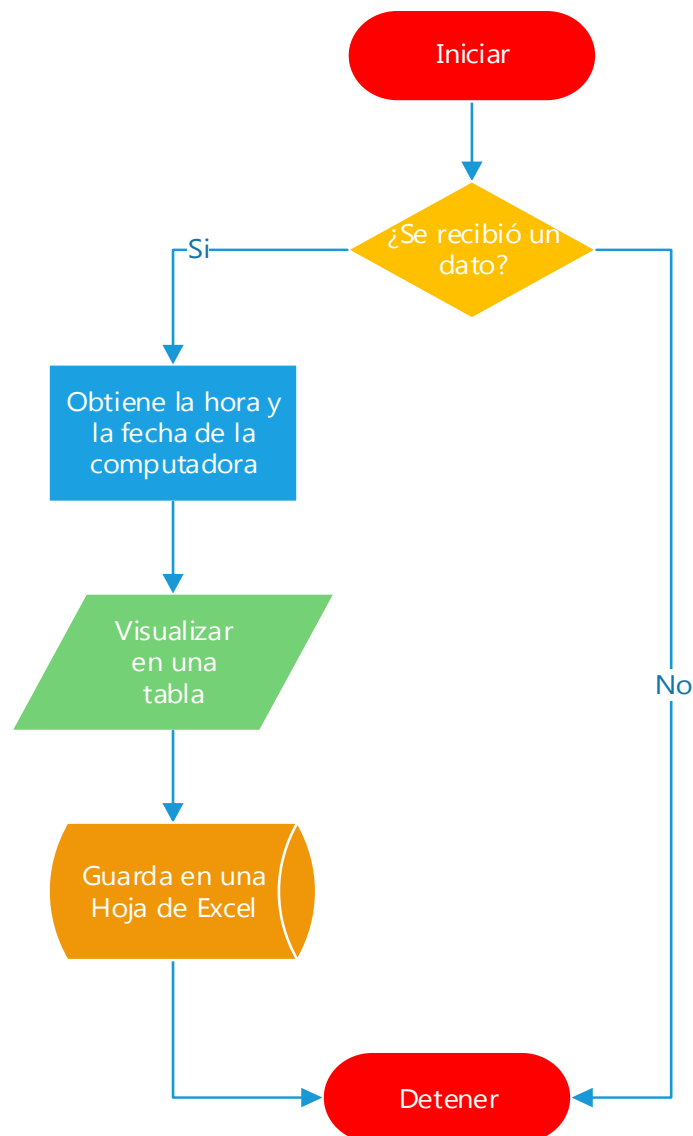 Iniciar
¿Se recibió un
dato?
Si
Obtiene la hora y
la fecha de la
computadora
Visualizar
en una
tabla
No
Guarda en una
Hoja de Excel
Detener